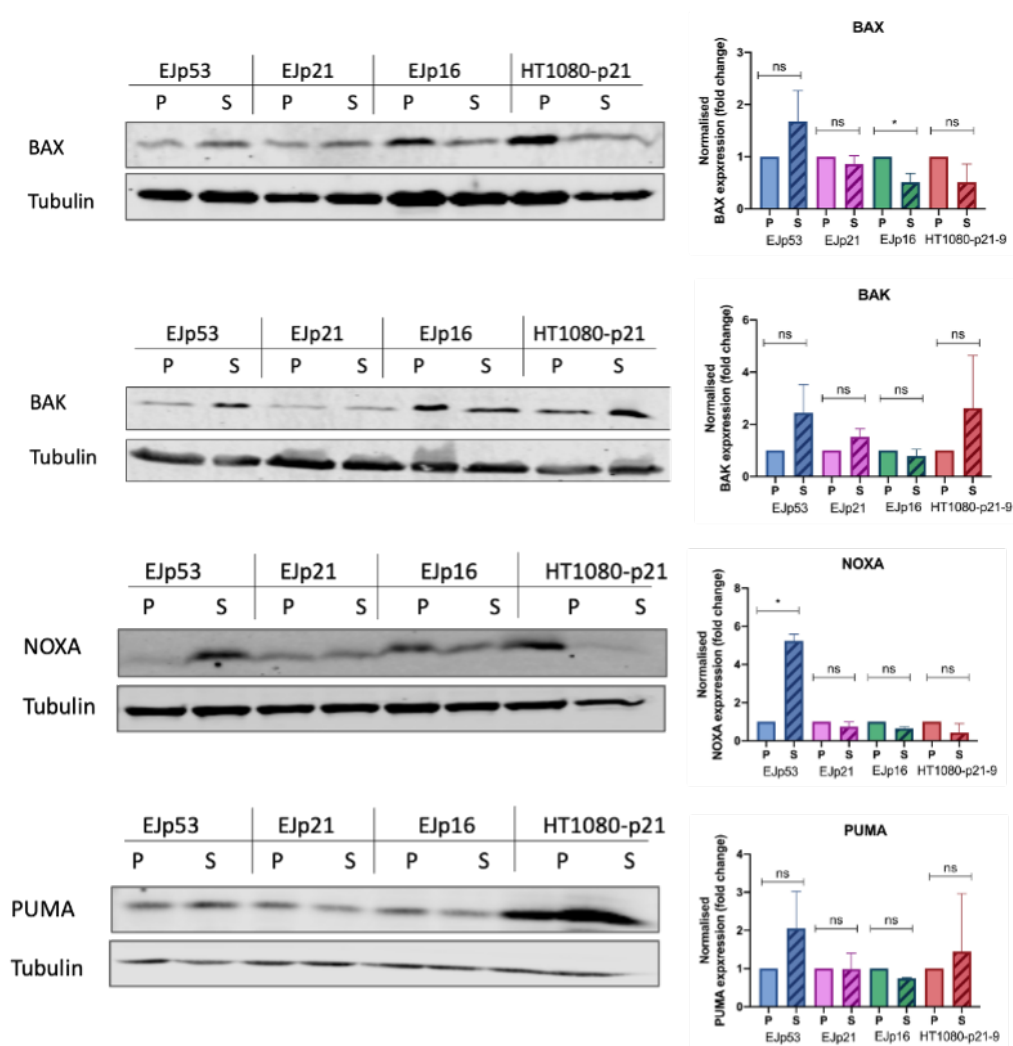 EJp53 EJp21 EJp16 HT1080-p21
P S P S P S P S
BAX
Tubulin
BAX
Normalised
BAX expxression (fold change)
3
2
1
0
ns ns * ns
P S P S P S P S
EJp53 EJp21 EJp16 HT1080-p21-9
EJp53 EJp21 EJp16 HT1080-p21
P S P S P S P S
BAK
Tubulin
BAK
Normalised
BAK expxression (fold change)
6
4
2
0
ns ns ns ns
P S P S P S P S
EJp53 EJp21 EJp16 HT1080-p21-9
EJp53 EJp21 EJp16 HT1080-p21
P S P S P S P S
NOXA
Tubulin
NOXA
Normalised
NOXA expxression (fold change)
8
6
4
2
0
* ns ns ns
P S P S P S P S
EJp53 EJp21 EJp16 HT1080-p21-9
EJp53 EJp21 EJp16 HT1080-p21
P S P S P S P S
PUMA
Tubulin
PUMA
Normalised
PUMA expxression (fold change)
4
3
2
1
0
ns ns ns ns
P S P S P S P S
EJp53 EJp21 EJp16 HT1080-p21-9